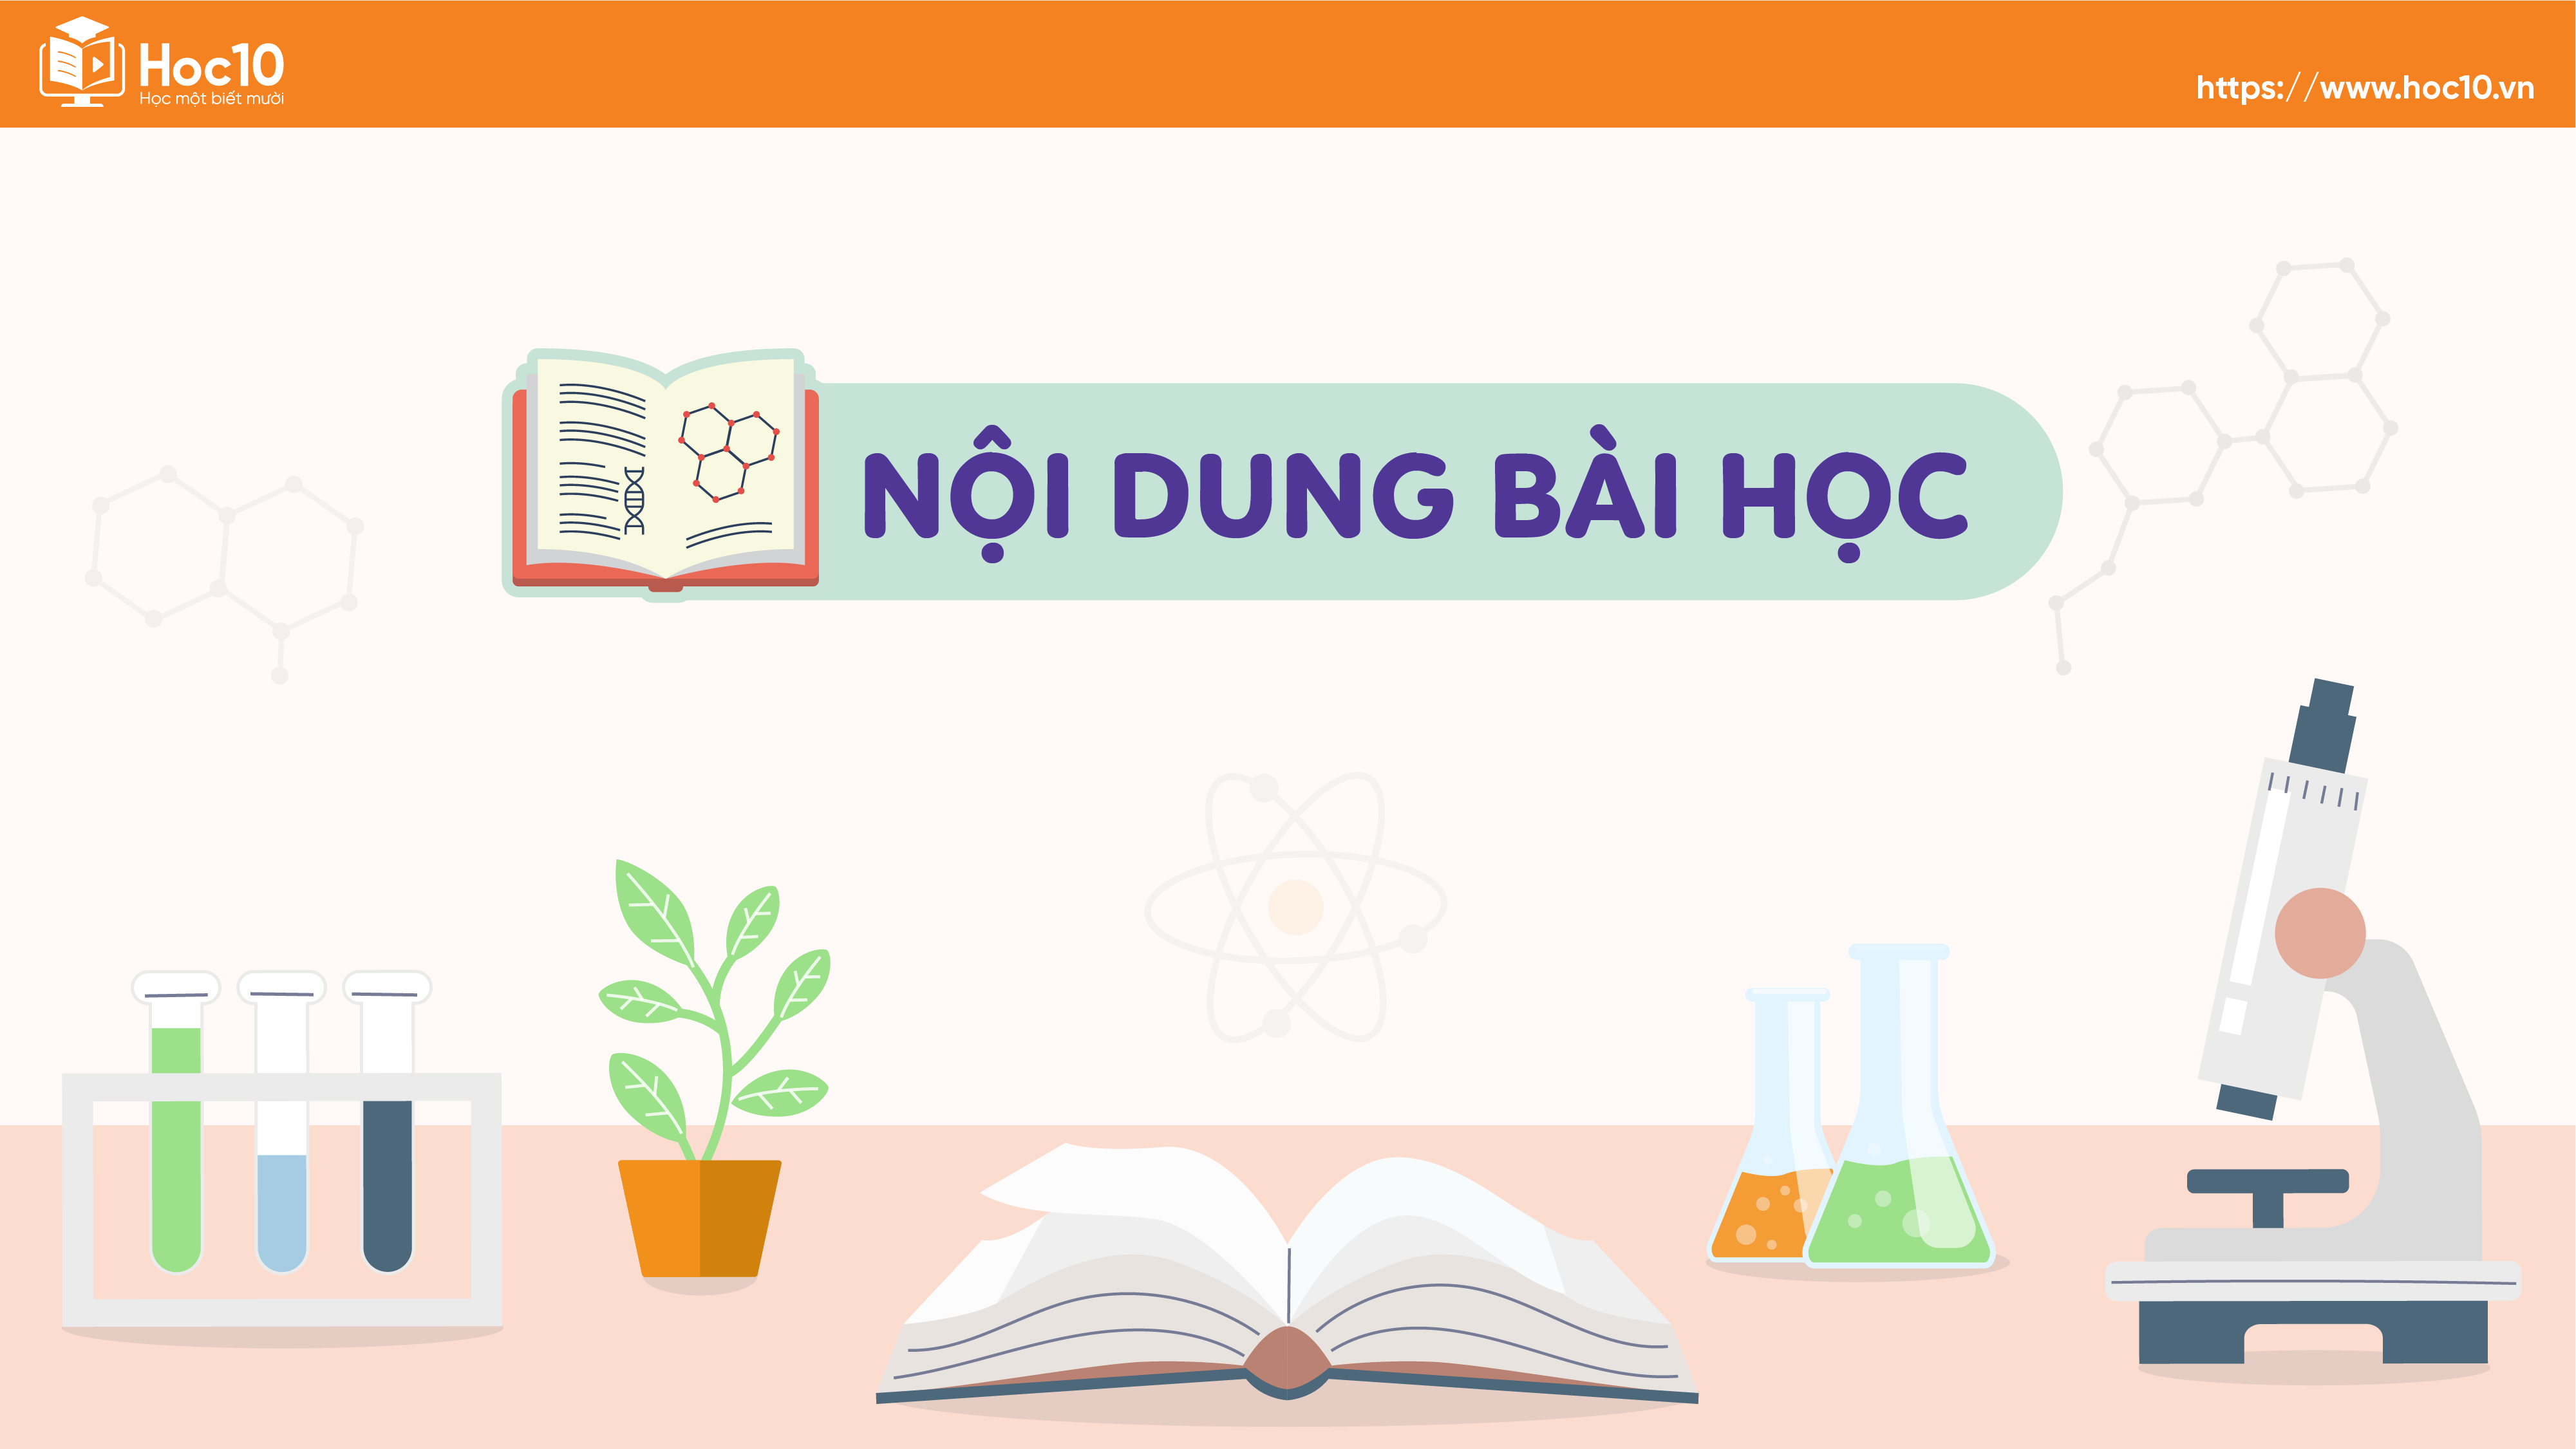 Hoc10
Học một biết mười
https://www.hoc10.vn
NỘI DUNG BÀI HỌC